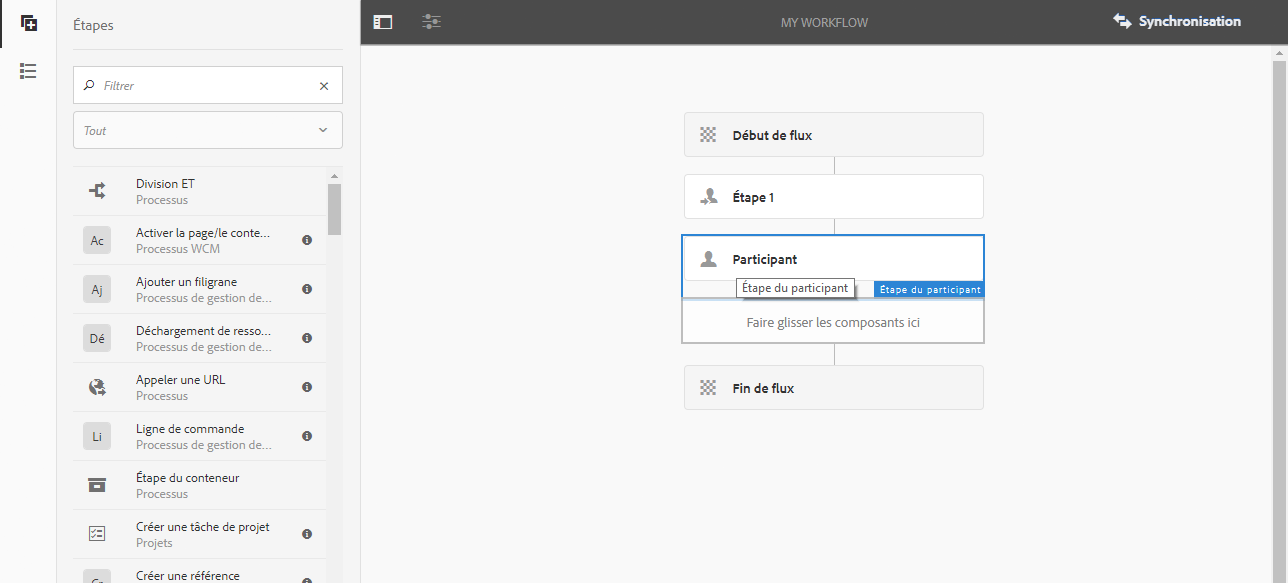 Étapes
Filtrer
Tout
Division ET
Processus
Ac
Activer la page/le conte...
Processus WCM
Aj
Ajouter un filigrane
Processus de gestion de...
Dé
Déchargement de resso...
Processus de gestion de...
Appeler une URL
Processus
Li
Ligne de commande
Processus de gestion de...
Étape du conteneur
Processus
Créer une tâche de projet
Projets
Créer une référence
MY WORKFLOW
Synchronisation
Début de flux
Étape 1
Participant
Étape du participant
Étape du participant
Faire glisser les composants ici
Fin de flux